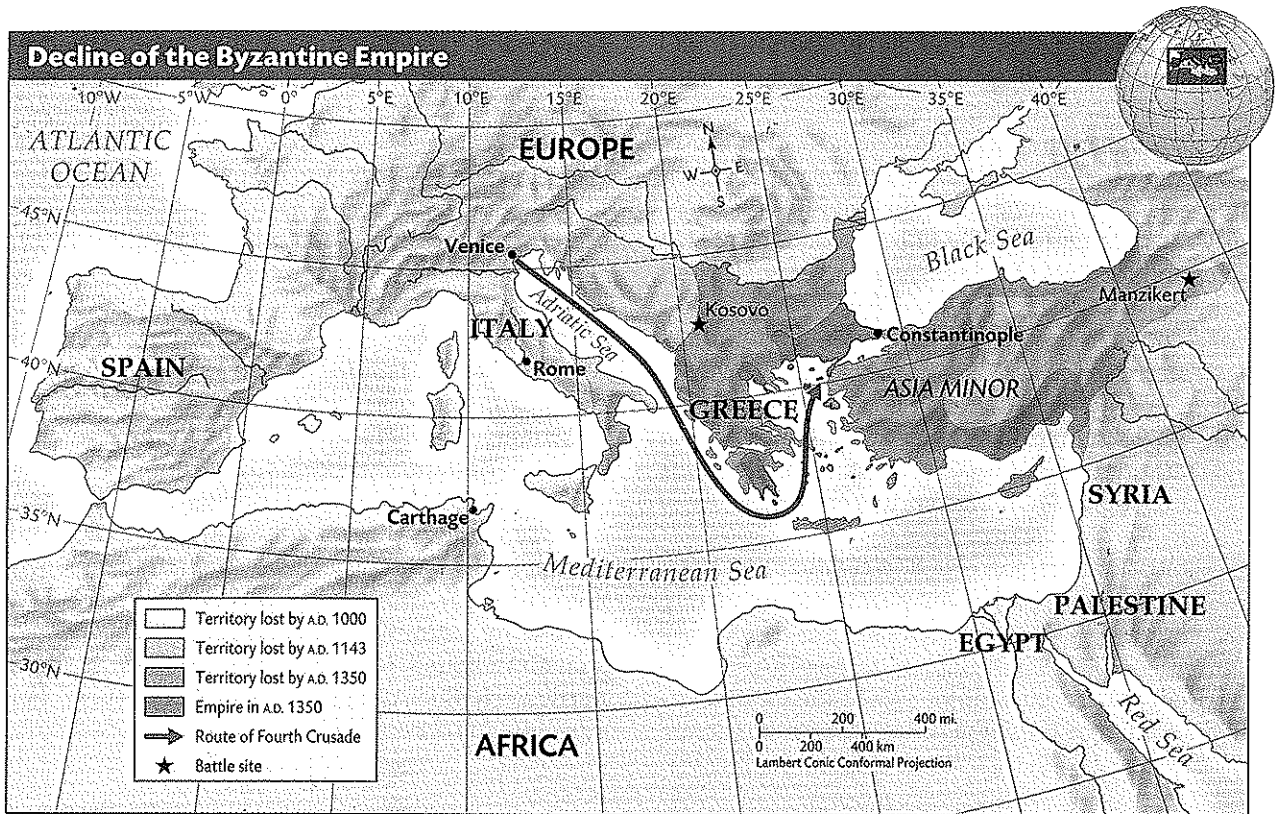 Decline of the Byzantine Empire
10°W
5°W
0°
5°E
10°E
15°E
20°E
25°E
30°E
35°E
40°E
ATLANTIC
OCEAN
EUROPE
N
W
E
S
45°N
Venice
Black Sea
Adriatic Sea
Kosovo
Manzikert
ITALY
Constantinople
40°N
SPAIN
Rome
ASIA MINOR
GREECE
35°N
Carthage
SYRIA
Mediterranean Sea
PALESTINE
EGYPT
30°N
Red Sea
AFRICA
Territory lost by A.D. 1000
Territory lost by A.D. 1143
Territory lost by A.D. 1350
Empire in A.D. 1350
Route of Fourth Crusade
Battle site
0 200 400 mi.
0 200 400 km
Lambert Conic Conformal Projection